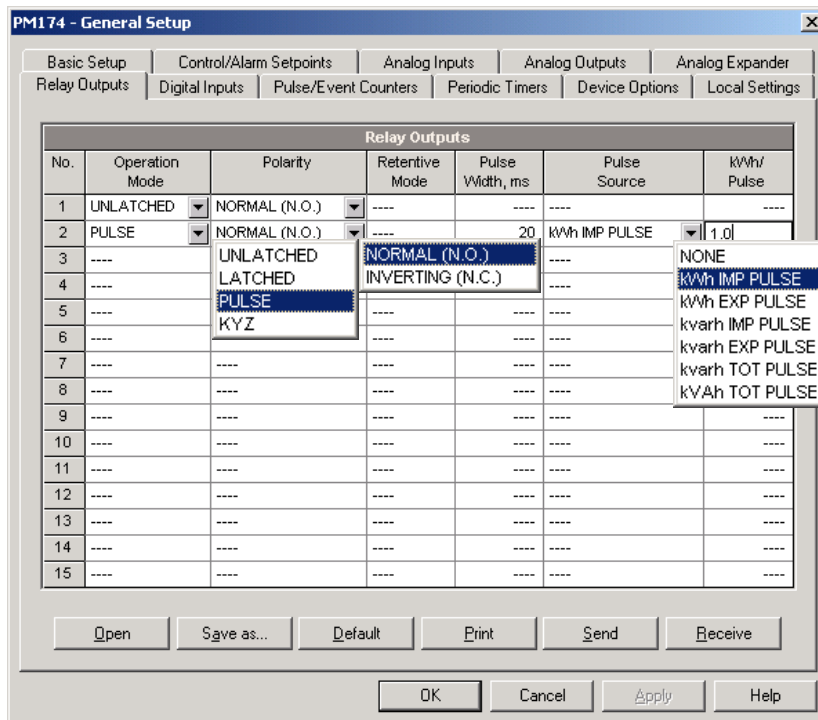 PM174 - General Setup
Basic Setup Control/Alarm Setpoints Analog Inputs Analog Outputs Analog Expander
Relay Outputs Digital Inputs Pulse/Event Counters Periodic Timers Device Options Local Settings
Relay Outputs
No. Operation Mode Polarity Retentive Mode Pulse Width, ms Pulse Source kWh/ Pulse
1 UNLATCHED NORMAL (N.O.) ---- ---- ---- ----
2 PULSE NORMAL (N.O.) ---- 20 kWh IMP PULSE 1.0
UNLATCHED
LATCHED
PULSE
KYZ
NORMAL (N.O.)
INVERTING (N.C.)
NONE
kWh IMP PULSE
kWh EXP PULSE
kvarh IMP PULSE
kvarh EXP PULSE
kvarh TOT PULSE
kVAh TOT PULSE
3 ---- ----
4 ---- ---- ---- ----
5 ---- ---- ---- ----
6 ---- ---- ---- ----
7 ---- ---- ---- ---- ----
8 ---- ---- ---- ---- ----
9 ---- ---- ---- ---- ---- ----
10 ---- ---- ---- ---- ---- ----
11 ---- ---- ---- ---- ---- ----
12 ---- ---- ---- ---- ---- ----
13 ---- ---- ---- ---- ---- ----
14 ---- ---- ---- ---- ---- ----
15 ---- ---- ---- ---- ---- ----
Open Save as... Default Print Send Receive
OK Cancel Apply Help